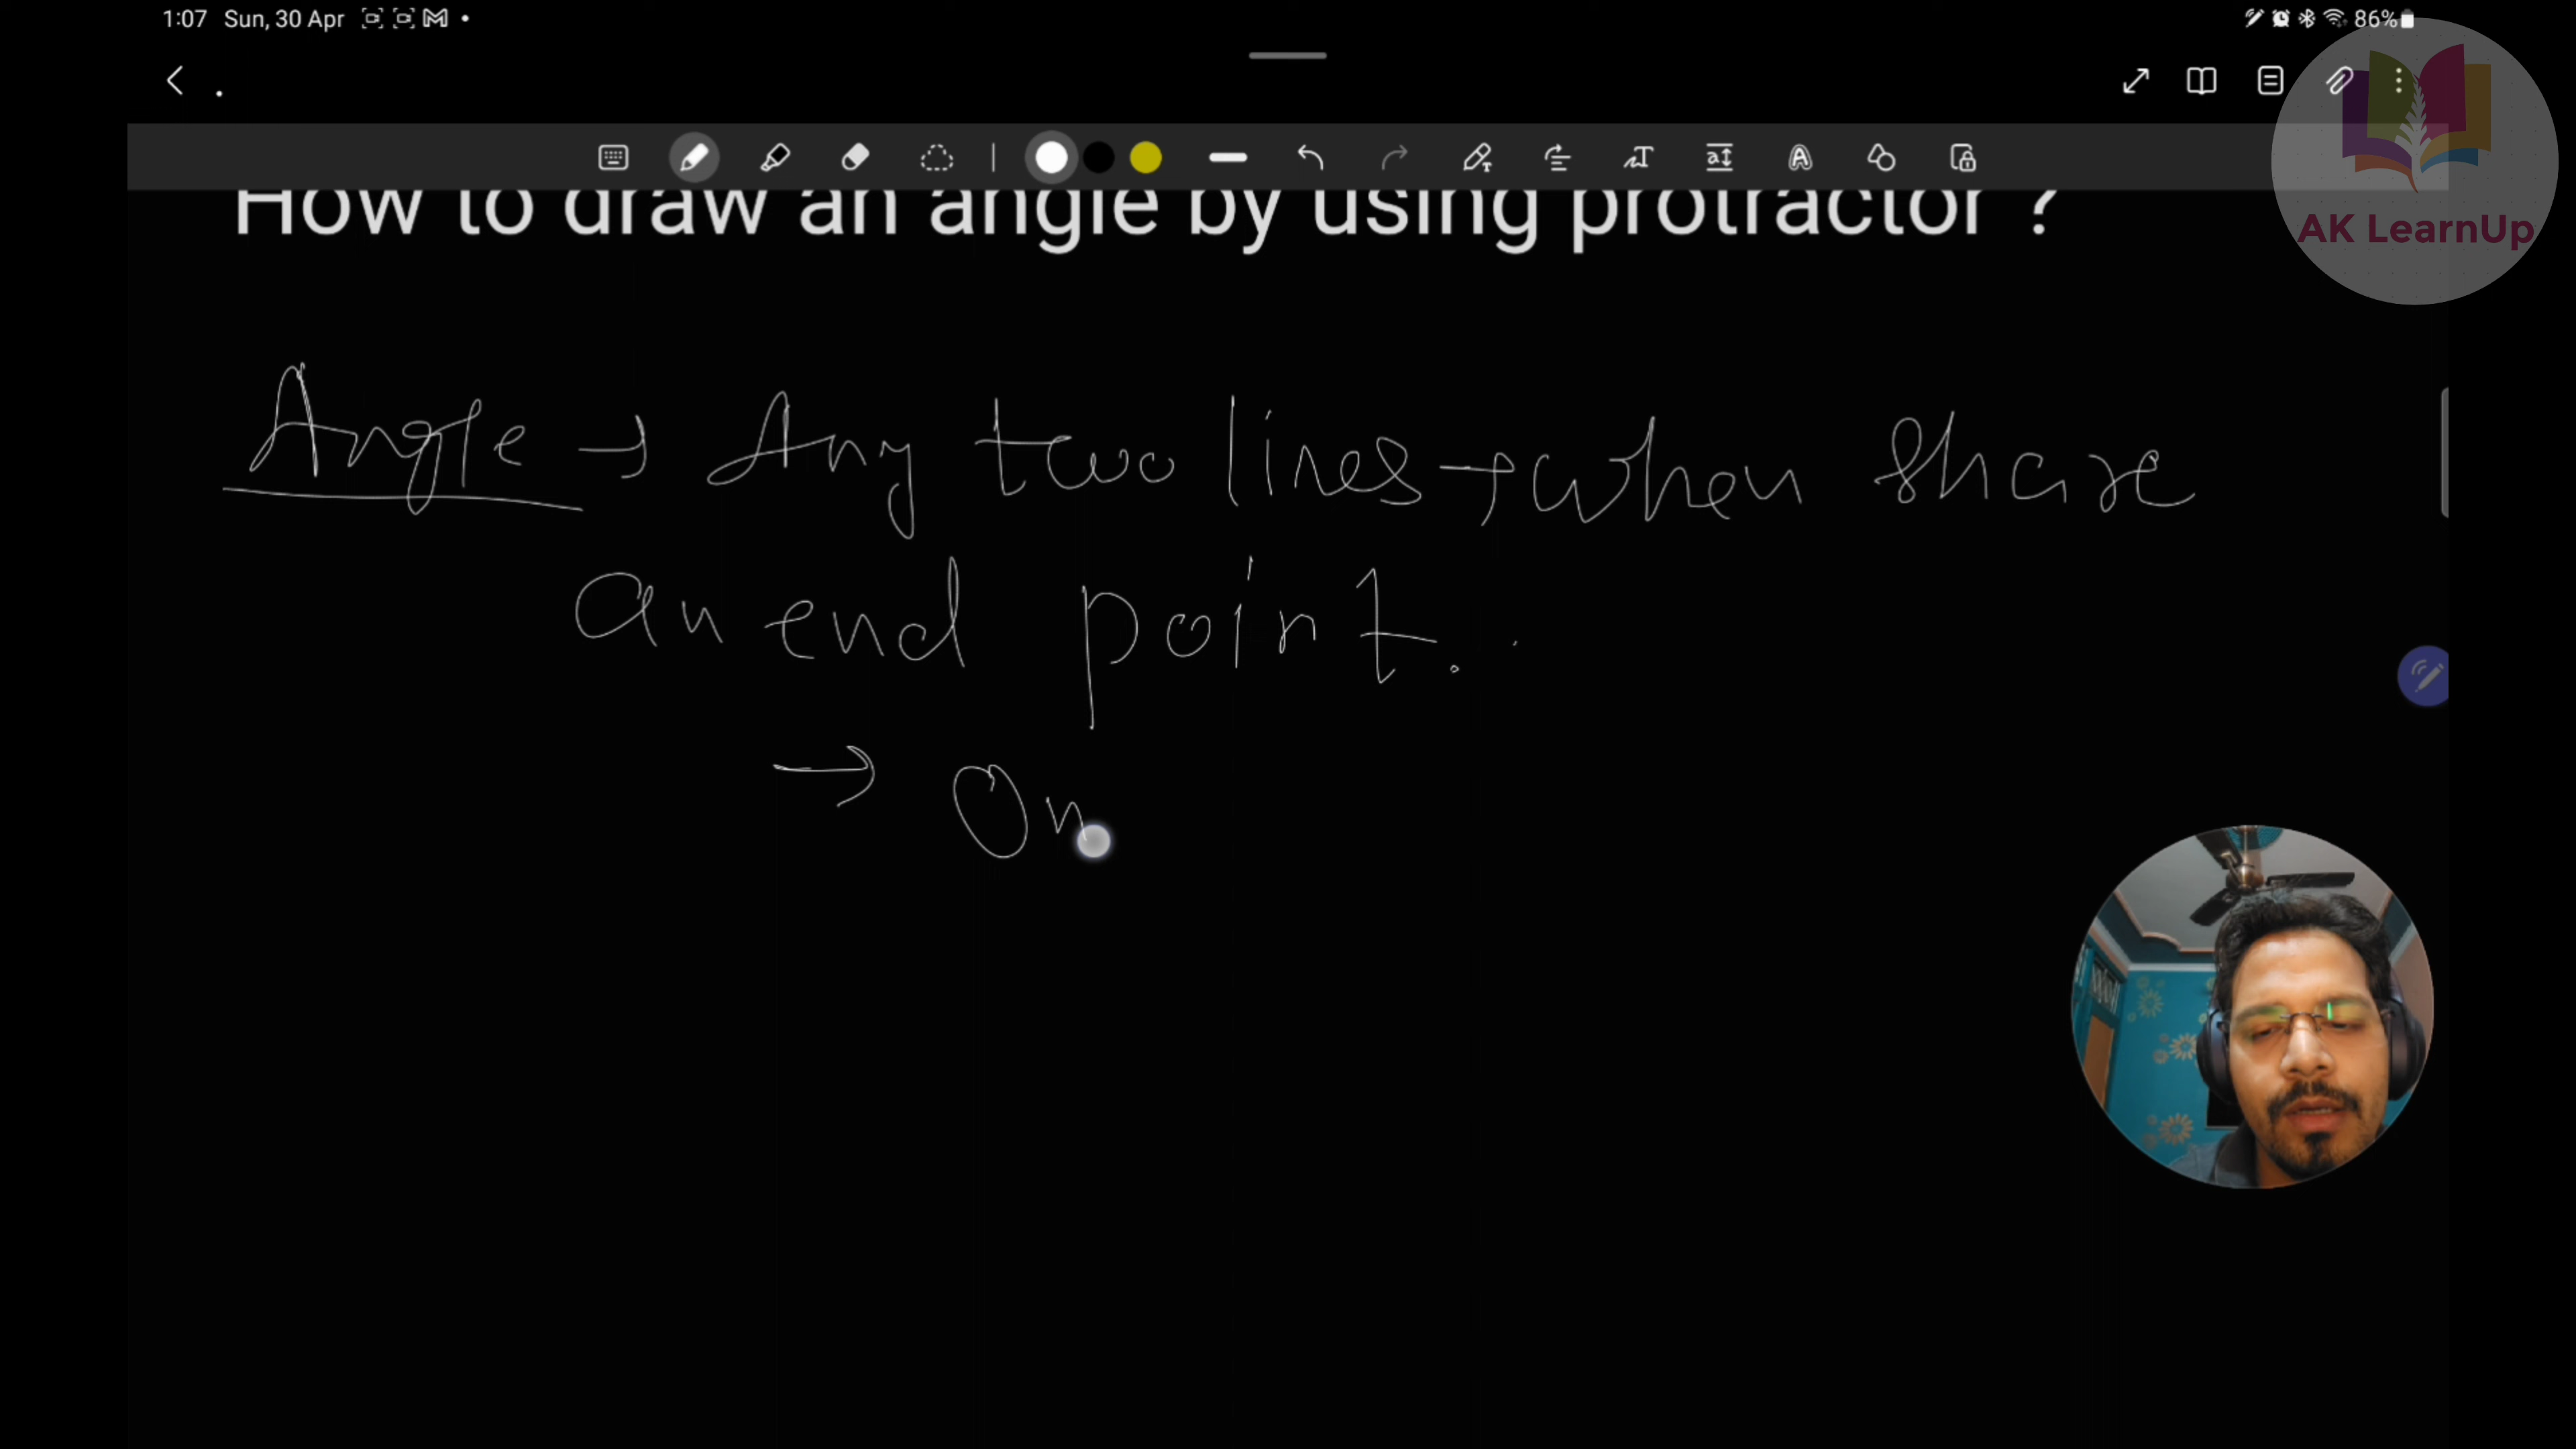 1:07 Sun, 30 Apr
86%
.
AK LearnUp
How to draw an angle by using protractor ?
Angle → Any two lines → when share
an end point.
→ On